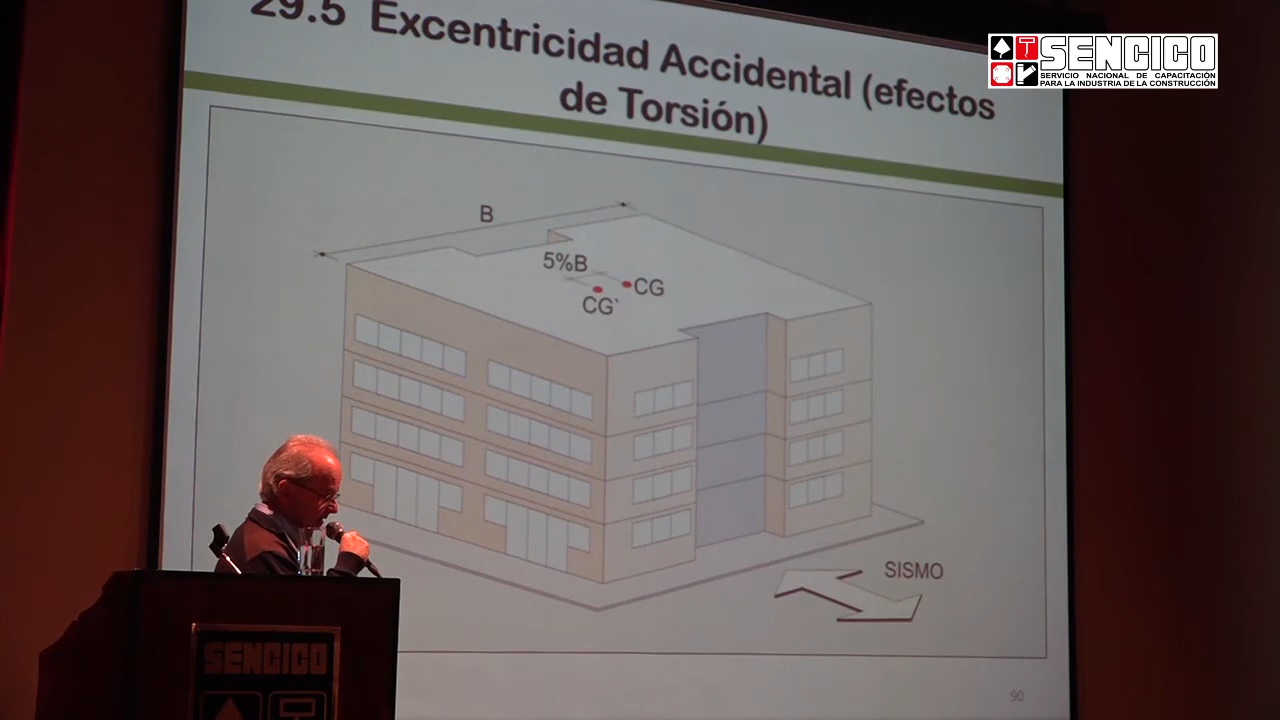 29.5 Excentricidad Accidental (efectos
de Torsión)
SENCICO
SERVICIO NACIONAL DE CAPACITACIÓN
PARA LA INDUSTRIA DE LA CONSTRUCCIÓN
B
5%B
CG
CG`
SISMO
SENCICO
90